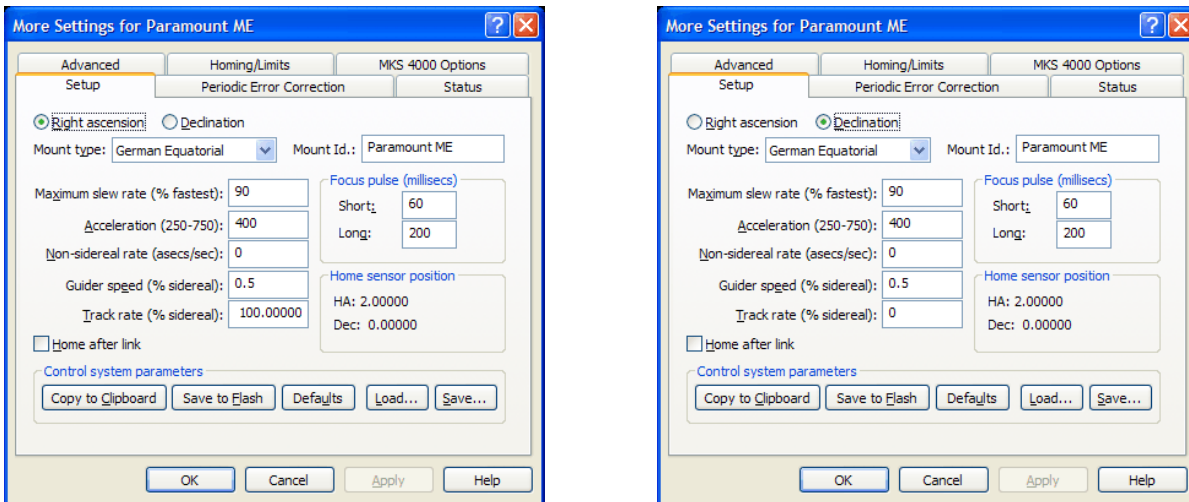 More Settings for Paramount ME
Advanced Homing/Limits MKS 4000 Options
Setup Periodic Error Correction Status
Right ascension Declination
Mount type: German Equatorial Mount Id.: Paramount ME
Maximum slew rate (% fastest): 90
Acceleration (250-750): 400
Non-sidereal rate (asecs/sec): 0
Guider speed (% sidereal): 0.5
Track rate (% sidereal): 100.00000
Focus pulse (millisecs)
Short: 60
Long: 200
Home sensor position
HA: 2.00000
Dec: 0.00000
Home after link
Control system parameters
Copy to Clipboard Save to Flash Defaults Load... Save...
OK Cancel Apply Help
More Settings for Paramount ME
Advanced Homing/Limits MKS 4000 Options
Setup Periodic Error Correction Status
Right ascension Declination
Mount type: German Equatorial Mount Id.: Paramount ME
Maximum slew rate (% fastest): 90
Acceleration (250-750): 400
Non-sidereal rate (asecs/sec): 0
Guider speed (% sidereal): 0.5
Track rate (% sidereal): 0
Focus pulse (millisecs)
Short: 60
Long: 200
Home sensor position
HA: 2.00000
Dec: 0.00000
Home after link
Control system parameters
Copy to Clipboard Save to Flash Defaults Load... Save...
OK Cancel Apply Help